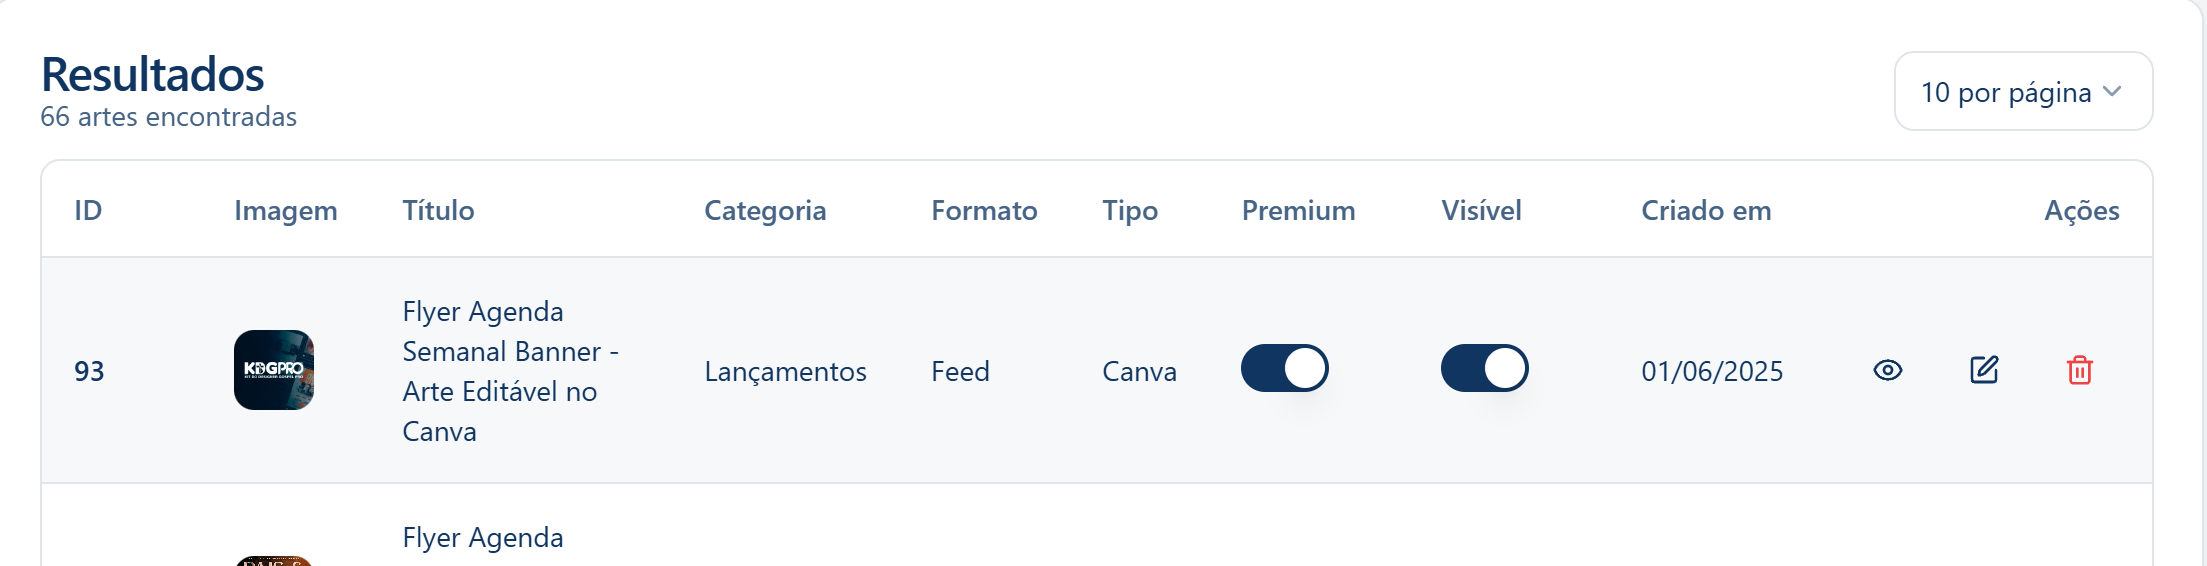 Resultados
66 artes encontradas
10 por página
ID Imagem Título Categoria Formato Tipo Premium Visível Criado em Ações
93
KDGPRO
Flyer Agenda
Semanal Banner -
Arte Editável no
Canva
Lançamentos
Feed
Canva
01/06/2025
Flyer Agenda